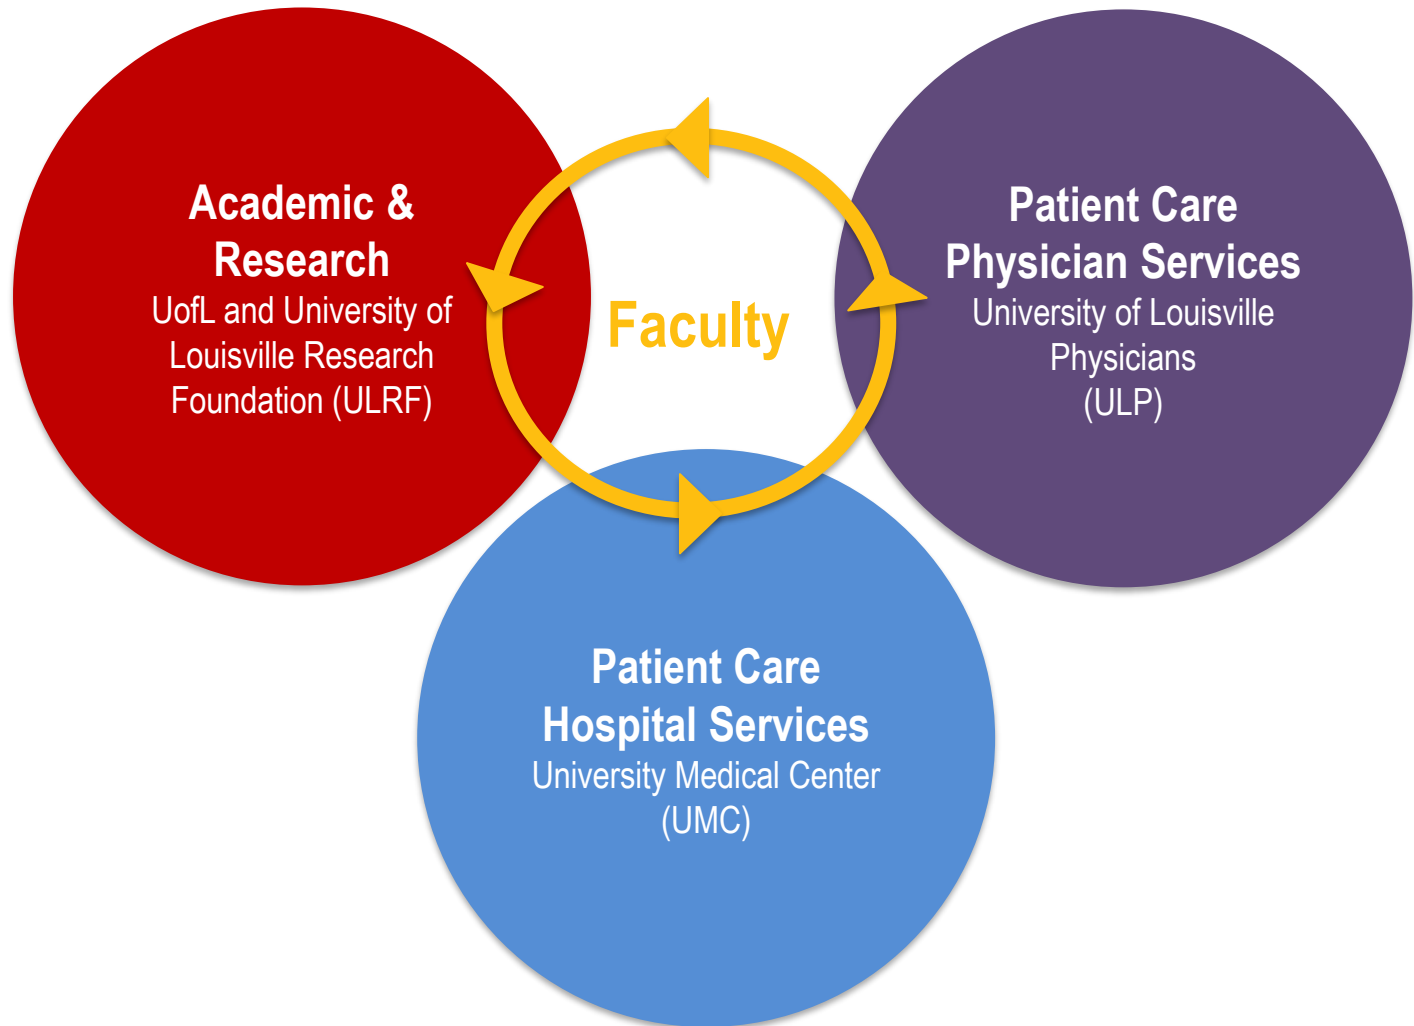 Academic &
Research
UofL and University of
Louisville Research
Foundation (ULRF)
Faculty
Patient Care
Physician Services
University of Louisville
Physicians
(ULP)
Patient Care
Hospital Services
University Medical Center
(UMC)